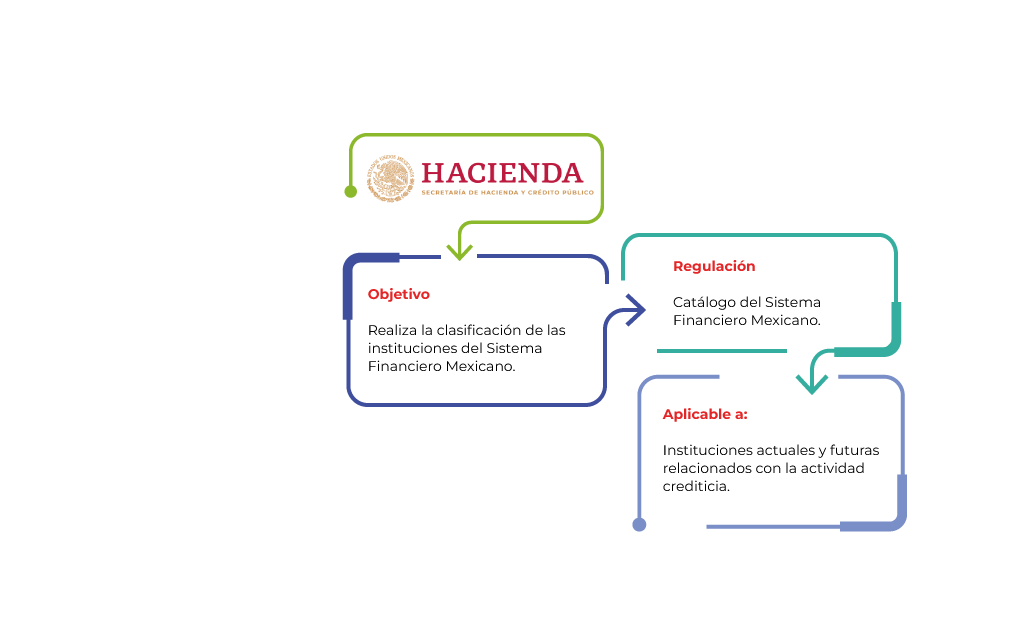 HACIENDA
SECRETARÍA DE HACIENDA Y CRÉDITO PÚBLICO
Objetivo
Realiza la clasificación de las
instituciones del Sistema
Financiero Mexicano.
Regulación
Catálogo del Sistema
Financiero Mexicano.
Aplicable a:
Instituciones actuales y futuras
relacionados con la actividad
crediticia.